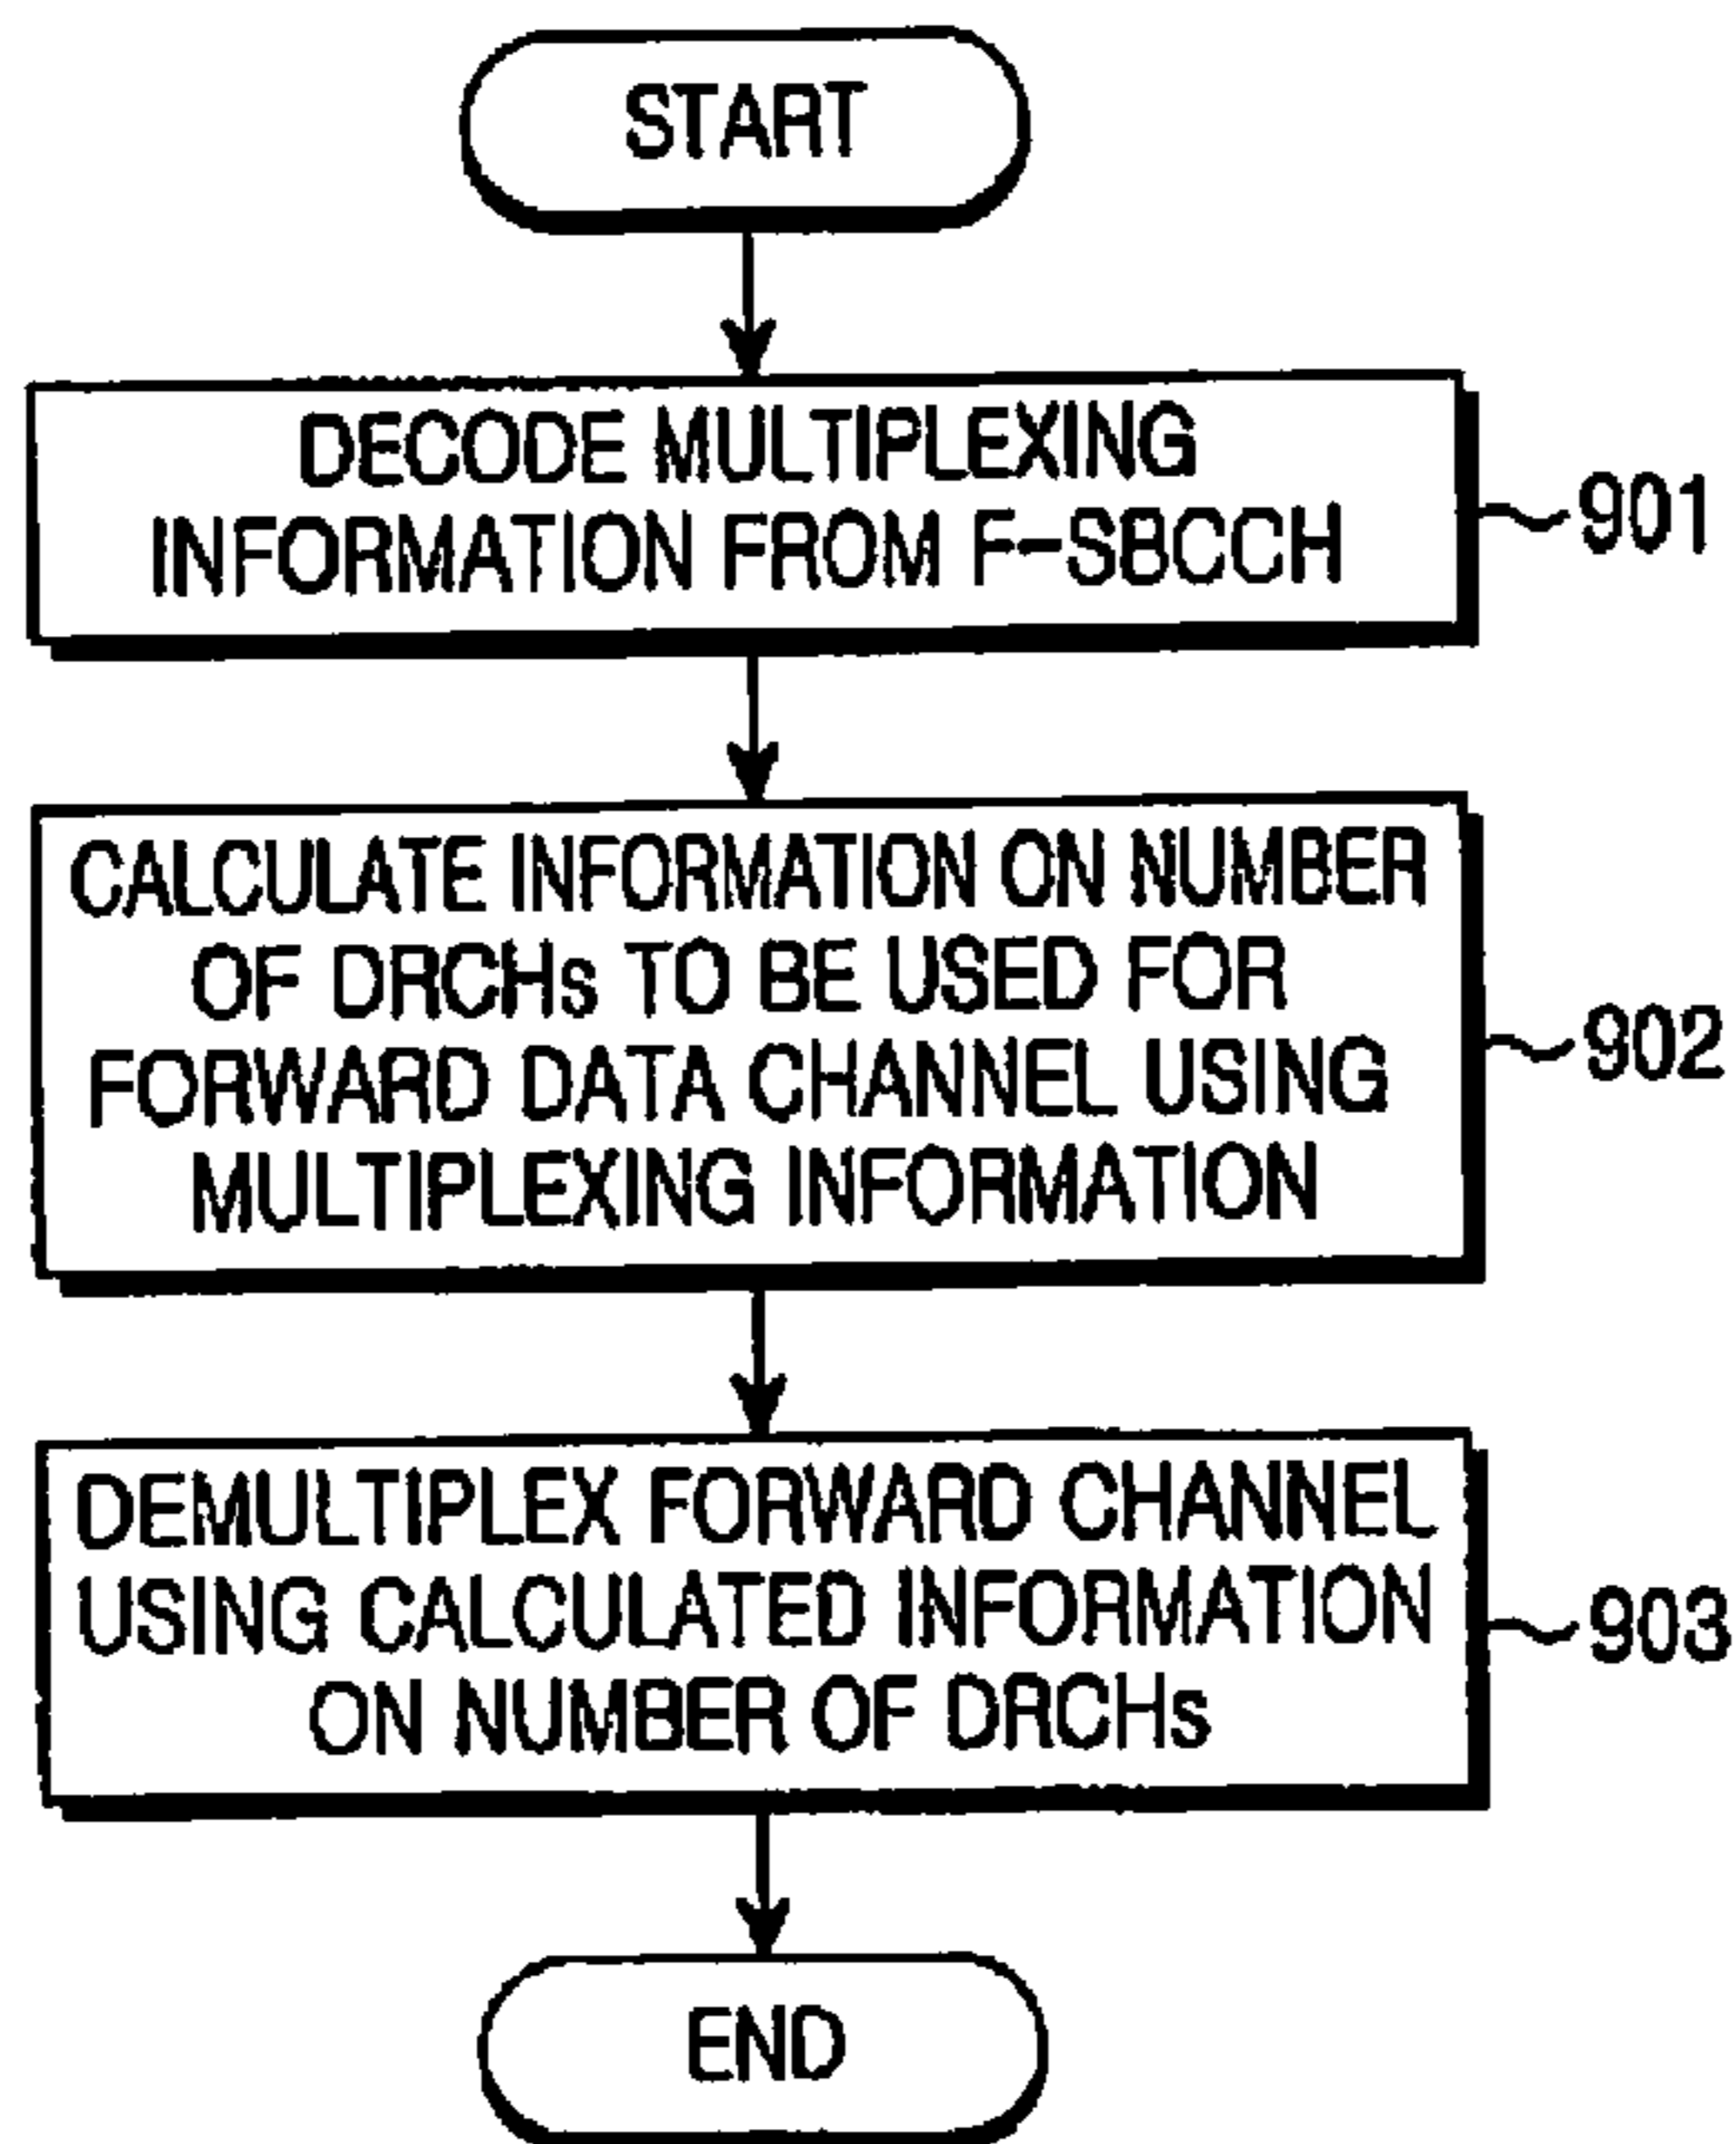 START
DECODE MULTIPLEXING
INFORMATION FROM F-SBCCH
901
CALCULATE INFORMATION ON NUMBER
OF DRCHs TO BE USED FOR
FORWARD DATA CHANNEL USING
MULTIPLEXING INFORMATION
902
DEMULTIPLEX FORWARD CHANNEL
USING CALCULATED INFORMATION
ON NUMBER OF DRCHs
903
END